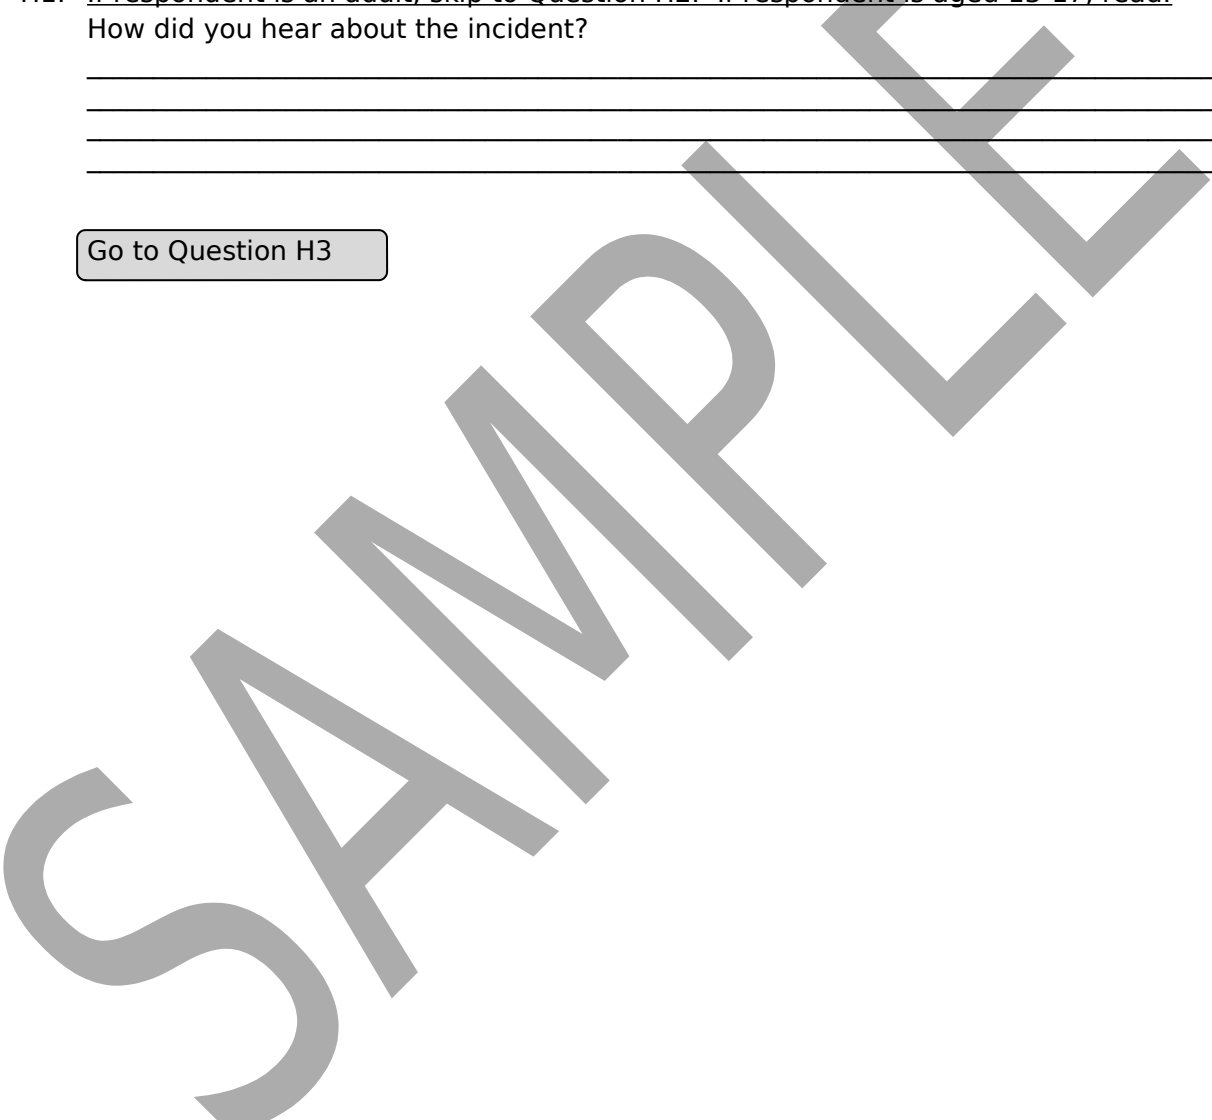 H1. If respondent is an adult, skip to Question H2. If respondent is aged 13-17, read:
How did you hear about the incident?
Go to Question H3
SAMPLE